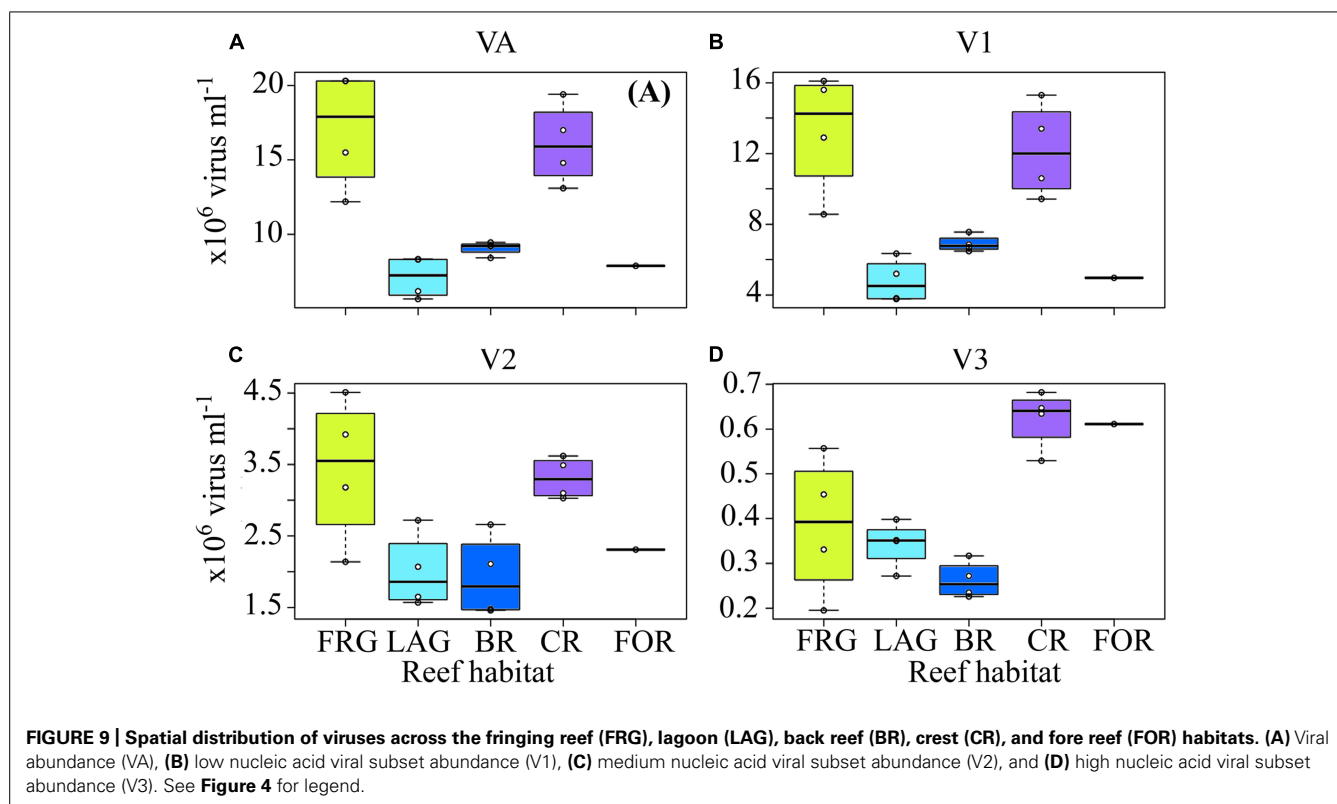 A
VA
(A)
x10⁶ virus ml⁻¹
20
15
10
B
V1
16
12
8
4
C
V2
x10⁶ virus ml⁻¹
4.5
3.5
2.5
1.5
FRG LAG BR CR FOR
Reef habitat
D
V3
0.7
0.6
0.5
0.4
0.3
0.2
FRG LAG BR CR FOR
Reef habitat
FIGURE 9 | Spatial distribution of viruses across the fringing reef (FRG), lagoon (LAG), back reef (BR), crest (CR), and fore reef (FOR) habitats. (A) Viral
abundance (VA), (B) low nucleic acid viral subset abundance (V1), (C) medium nucleic acid viral subset abundance (V2), and (D) high nucleic acid viral subset
abundance (V3). See Figure 4 for legend.